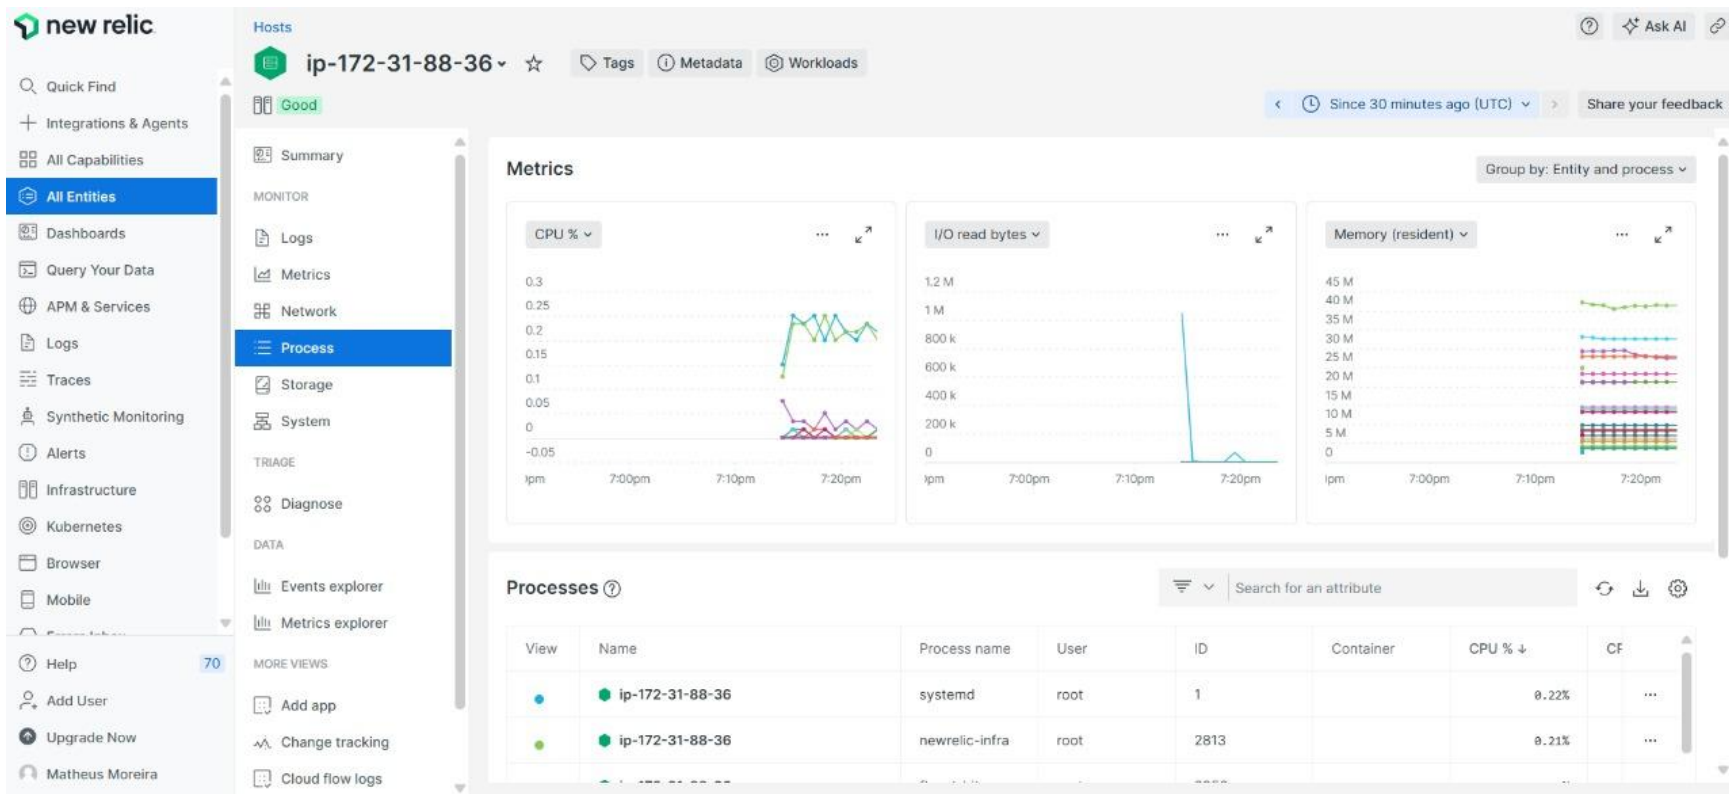 new relic
Quick Find
Integrations & Agents
All Capabilities
All Entities
Dashboards
Query Your Data
APM & Services
Logs
Traces
Synthetic Monitoring
Alerts
Infrastructure
Kubernetes
Browser
Mobile
Help 70
Add User
Upgrade Now
Matheus Moreira
Hosts
ip-172-31-88-36
Tags Metadata Workloads
Ask AI
Good
Since 30 minutes ago (UTC)
Share your feedback
Summary
MONITOR
Logs
Metrics
Network
Process
Storage
System
TRIAGE
Diagnose
DATA
Events explorer
Metrics explorer
MORE VIEWS
Add app
Change tracking
Cloud flow logs
Metrics
Group by: Entity and process
CPU %
0.3
0.25
0.2
0.15
0.1
0.05
0
-0.05
pm 7:00pm 7:10pm 7:20pm
I/O read bytes
1.2 M
1 M
800 k
600 k
400 k
200 k
0
pm 7:00pm 7:10pm 7:20pm
Memory (resident)
45 M
40 M
35 M
30 M
25 M
20 M
15 M
10 M
5 M
0
pm 7:00pm 7:10pm 7:20pm
Processes
Search for an attribute
View Name Process name User ID Container CPU % CF
ip-172-31-88-36 systemd root 1 0.22%
ip-172-31-88-36 newrelic-infra root 2813 0.21%